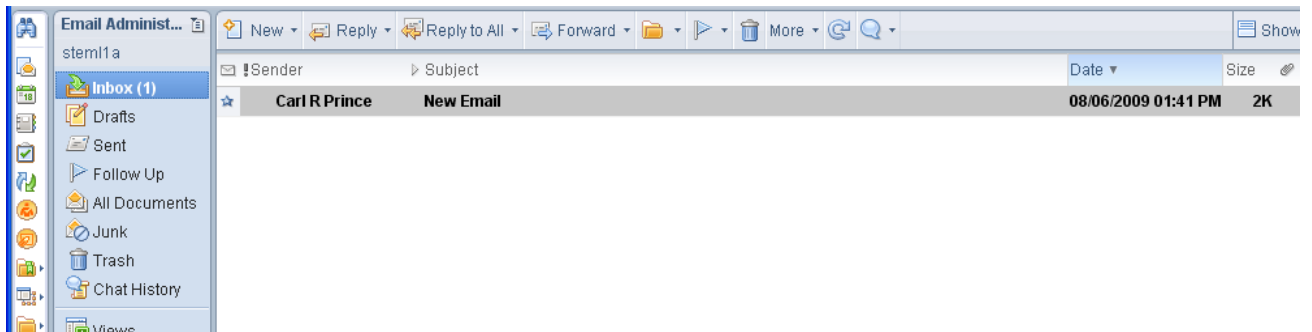 Email Administ...
steml1a
Inbox (1)
Drafts
Sent
Follow Up
All Documents
Junk
Trash
Chat History
Views
New Reply Reply to All Forward More Show
!Sender Subject Date Size
Carl R Prince New Email 08/06/2009 01:41 PM 2K
18